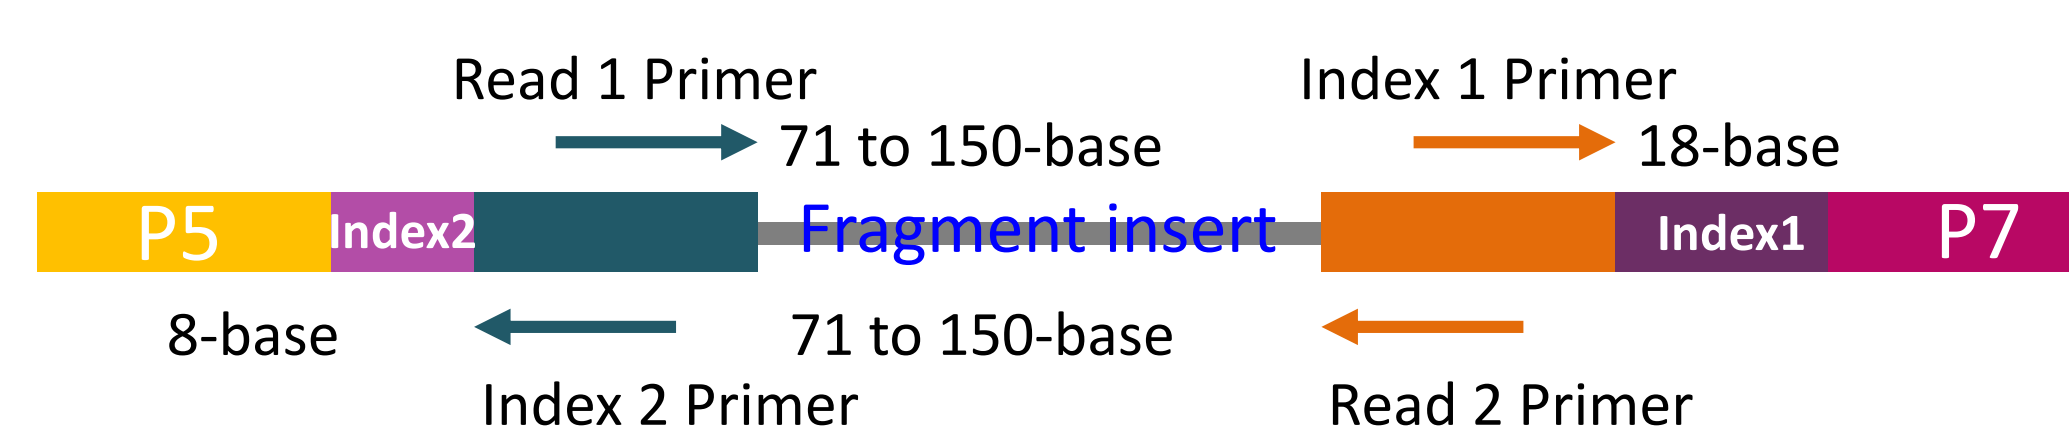 Read 1 Primer
Index 1 Primer
71 to 150-base
18-base
P5
Index2
Fragment insert
Index1
P7
8-base
71 to 150-base
Index 2 Primer
Read 2 Primer